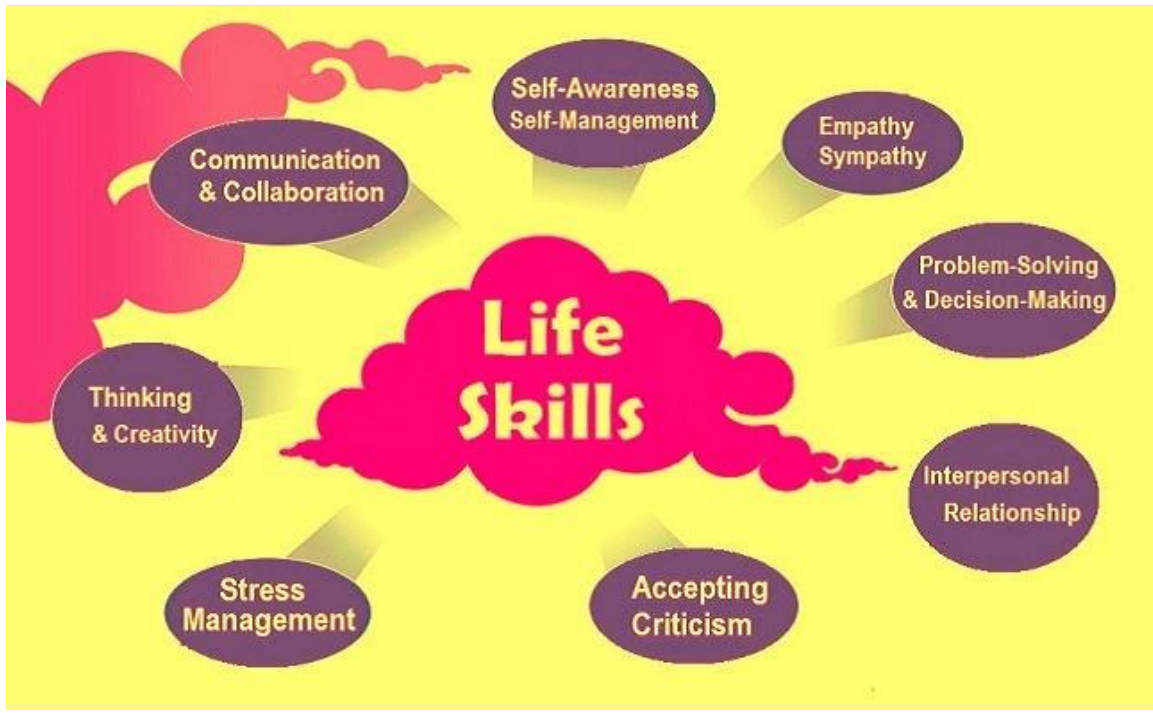 Self-Awareness
Self-Management
Empathy
Sympathy
Communication
& Collaboration
Problem-Solving
& Decision-Making
Life
Skills
Thinking
& Creativity
Interpersonal
Relationship
Stress
Management
Accepting
Criticism